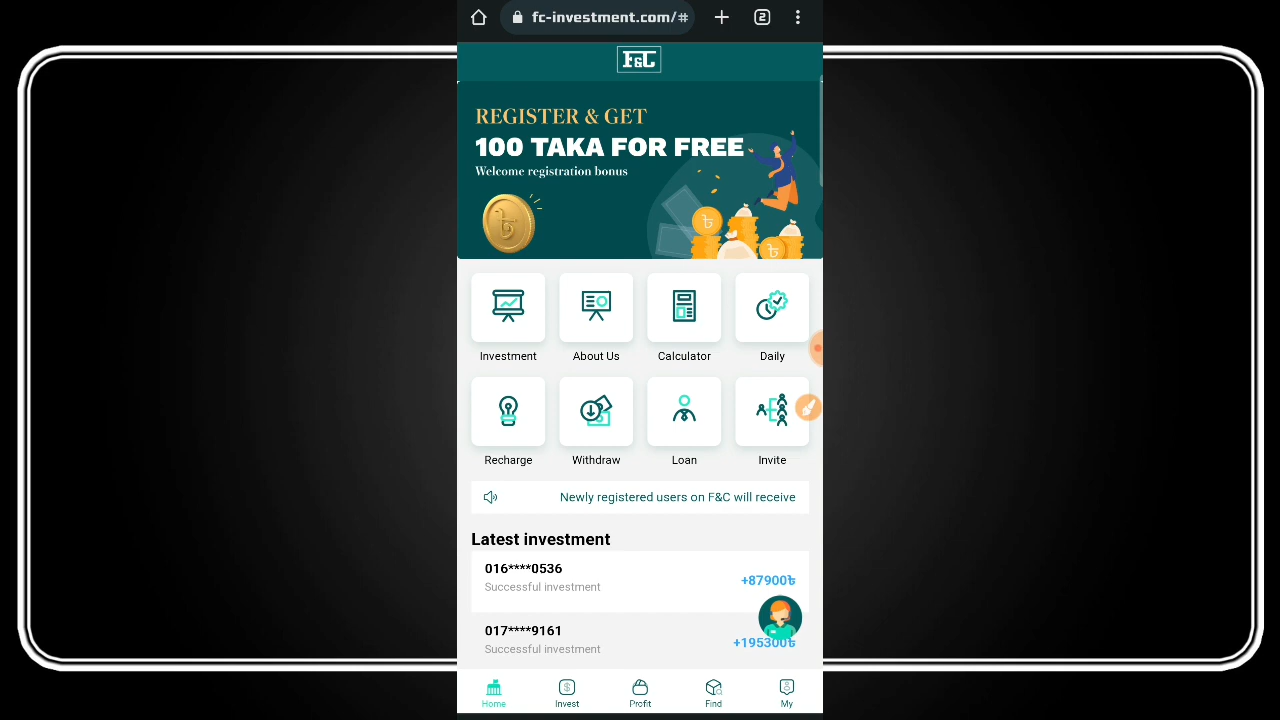 fc-investment.com/#
2
F&C
REGISTER & GET
100 TAKA FOR FREE
Welcome registration bonus
৳
৳
৳
Investment
About Us
Calculator
Daily
Recharge
Withdraw
Loan
Invite
Newly registered users on F&C will receive
Latest investment
016****0536
Successful investment
+87900৳
017****9161
Successful investment
+195300৳
Home
Invest
Profit
Find
My